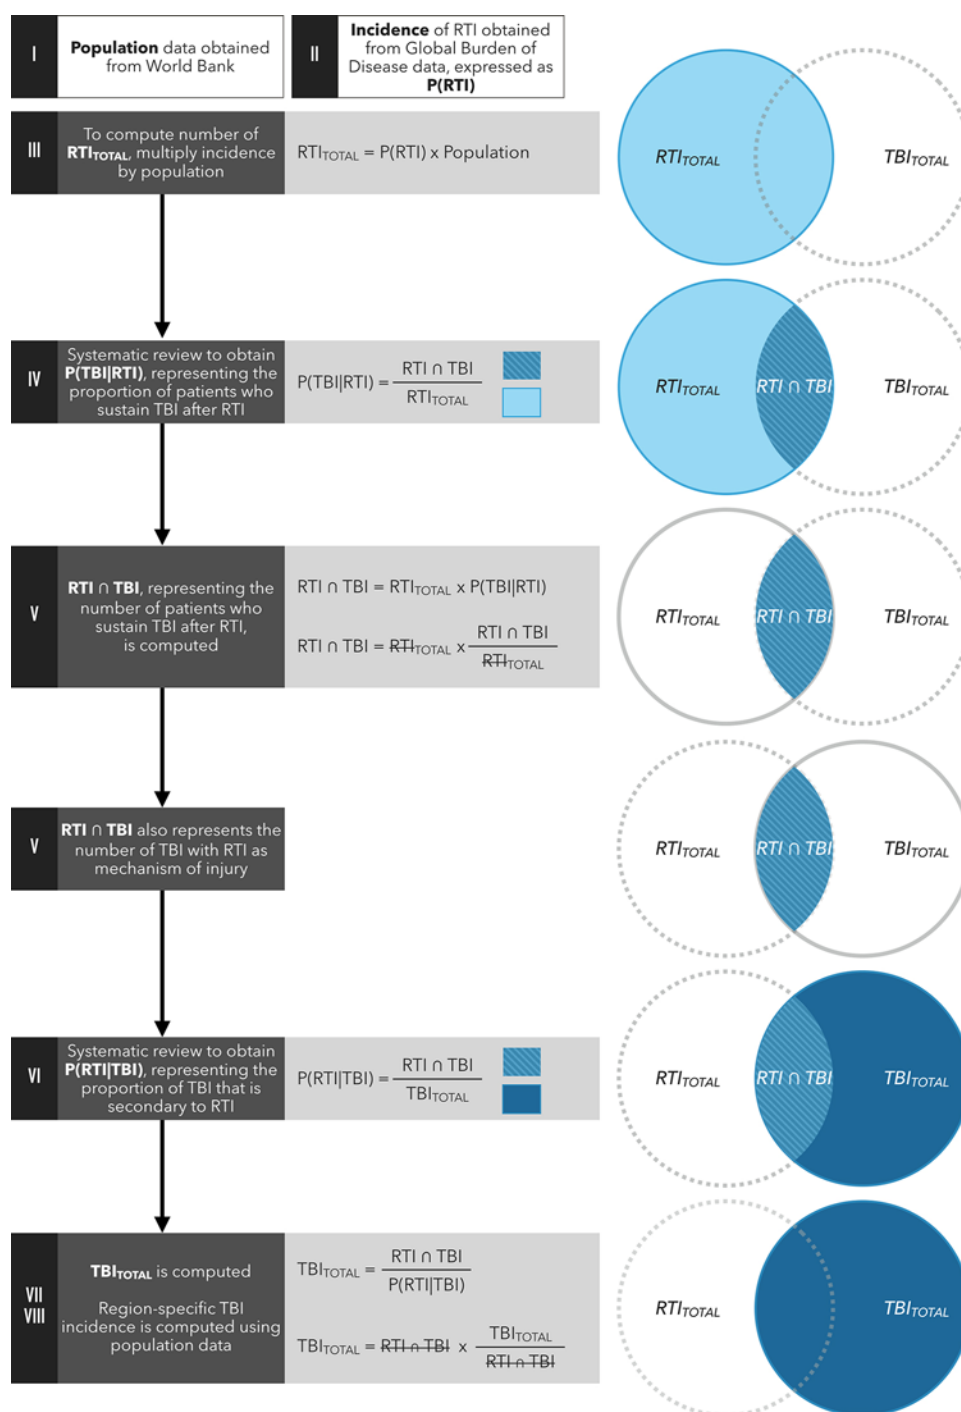 I
Population data obtained
from World Bank
II
Incidence of RTI obtained
from Global Burden of
Disease data, expressed as
P(RTI)
III
To compute number of
RTITOTAL, multiply incidence
by population
RTITOTAL = P(RTI) x Population
RTITOTAL
TBITOTAL
IV
Systematic review to obtain
P(TBI|RTI), representing the
proportion of patients who
sustain TBI after RTI
P(TBI|RTI) = RTI ∩ TBI
RTITOTAL
RTITOTAL
RTI ∩ TBI
TBITOTAL
V
RTI ∩ TBI, representing the
number of patients who
sustain TBI after RTI,
is computed
RTI ∩ TBI = RTITOTAL x P(TBI|RTI)
RTI ∩ TBI = RTITOTAL x RTI ∩ TBI
RTITOTAL
RTITOTAL
RTI ∩ TBI
TBITOTAL
V
RTI ∩ TBI also represents the
number of TBI with RTI as
mechanism of injury
RTITOTAL
RTI ∩ TBI
TBITOTAL
VI
Systematic review to obtain
P(RTI|TBI), representing the
proportion of TBI that is
secondary to RTI
P(RTI|TBI) = RTI ∩ TBI
TBITOTAL
RTITOTAL
RTI ∩ TBI
TBITOTAL
VII
VIII
TBITOTAL is computed
Region-specific TBI
incidence is computed using
population data
TBITOTAL = RTI ∩ TBI
P(RTI|TBI)
TBITOTAL = RTI ∩ TBI x TBITOTAL
RTI ∩ TBI
RTITOTAL
TBITOTAL